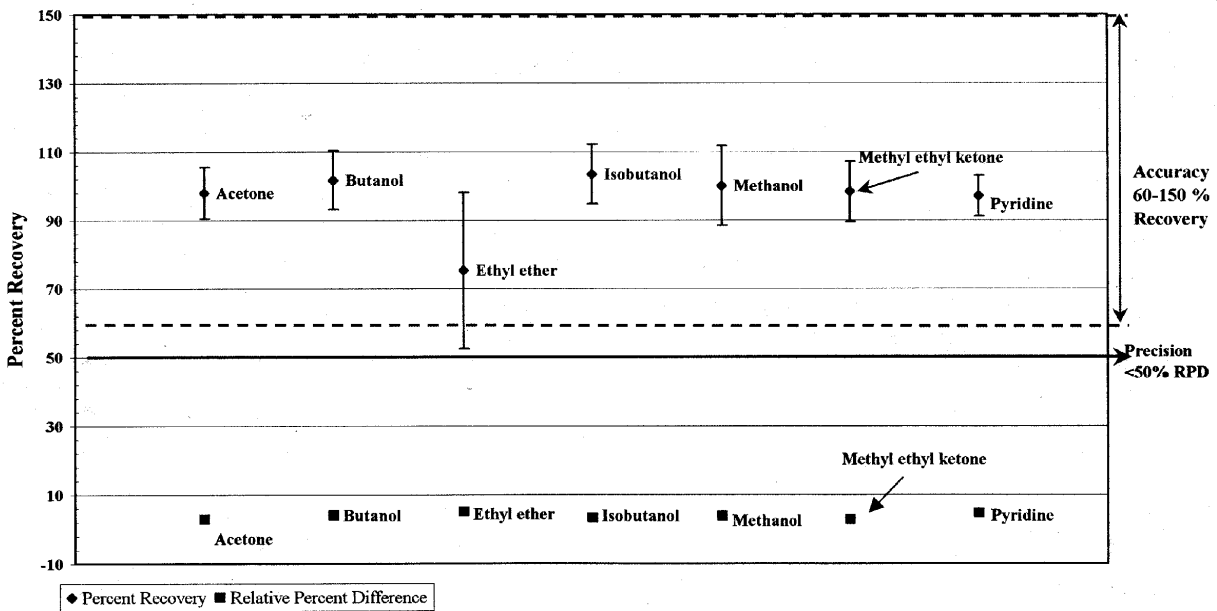 150
130
110
90
70
50
30
10
-10
Percent Recovery
Acetone
Butanol
Ethyl ether
Isobutanol
Methanol
Methyl ethyl ketone
Pyridine
Accuracy
60-150 %
Recovery
Precision
<50% RPD
Methyl ethyl ketone
Acetone
Butanol
Ethyl ether
Isobutanol
Methanol
Pyridine
Percent Recovery
Relative Percent Difference